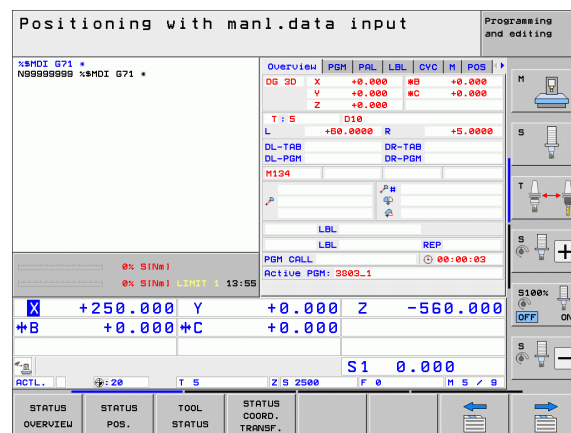 Positioning with manl.data input
Programming and editing
%$MDI G71 *
N99999999 %$MDI G71 *
Overview PGM PAL LBL CYC M POS
DG 3D X +0.000 *B +0.000
Y +0.000 *C +0.000
Z +0.000
T : 5 D10
L +60.0000 R +5.0000
DL-TAB DR-TAB
DL-PGM DR-PGM
M134
P #
LBL
LBL REP
PGM CALL 00:00:03
Active PGM: 3803_1
0% S[Nm]
0% S[Nm] LIMIT 1 13:55
X +250.000 Y +0.000 Z -560.000
*B +0.000 *C +0.000
S1 0.000
ACTL. : 20 T 5 Z S 2500 F 0 M 5 / 9
STATUS OVERVIEW
STATUS POS.
TOOL STATUS
STATUS COORD. TRANSF.
M
S
T
S
S100%
OFF ON
S